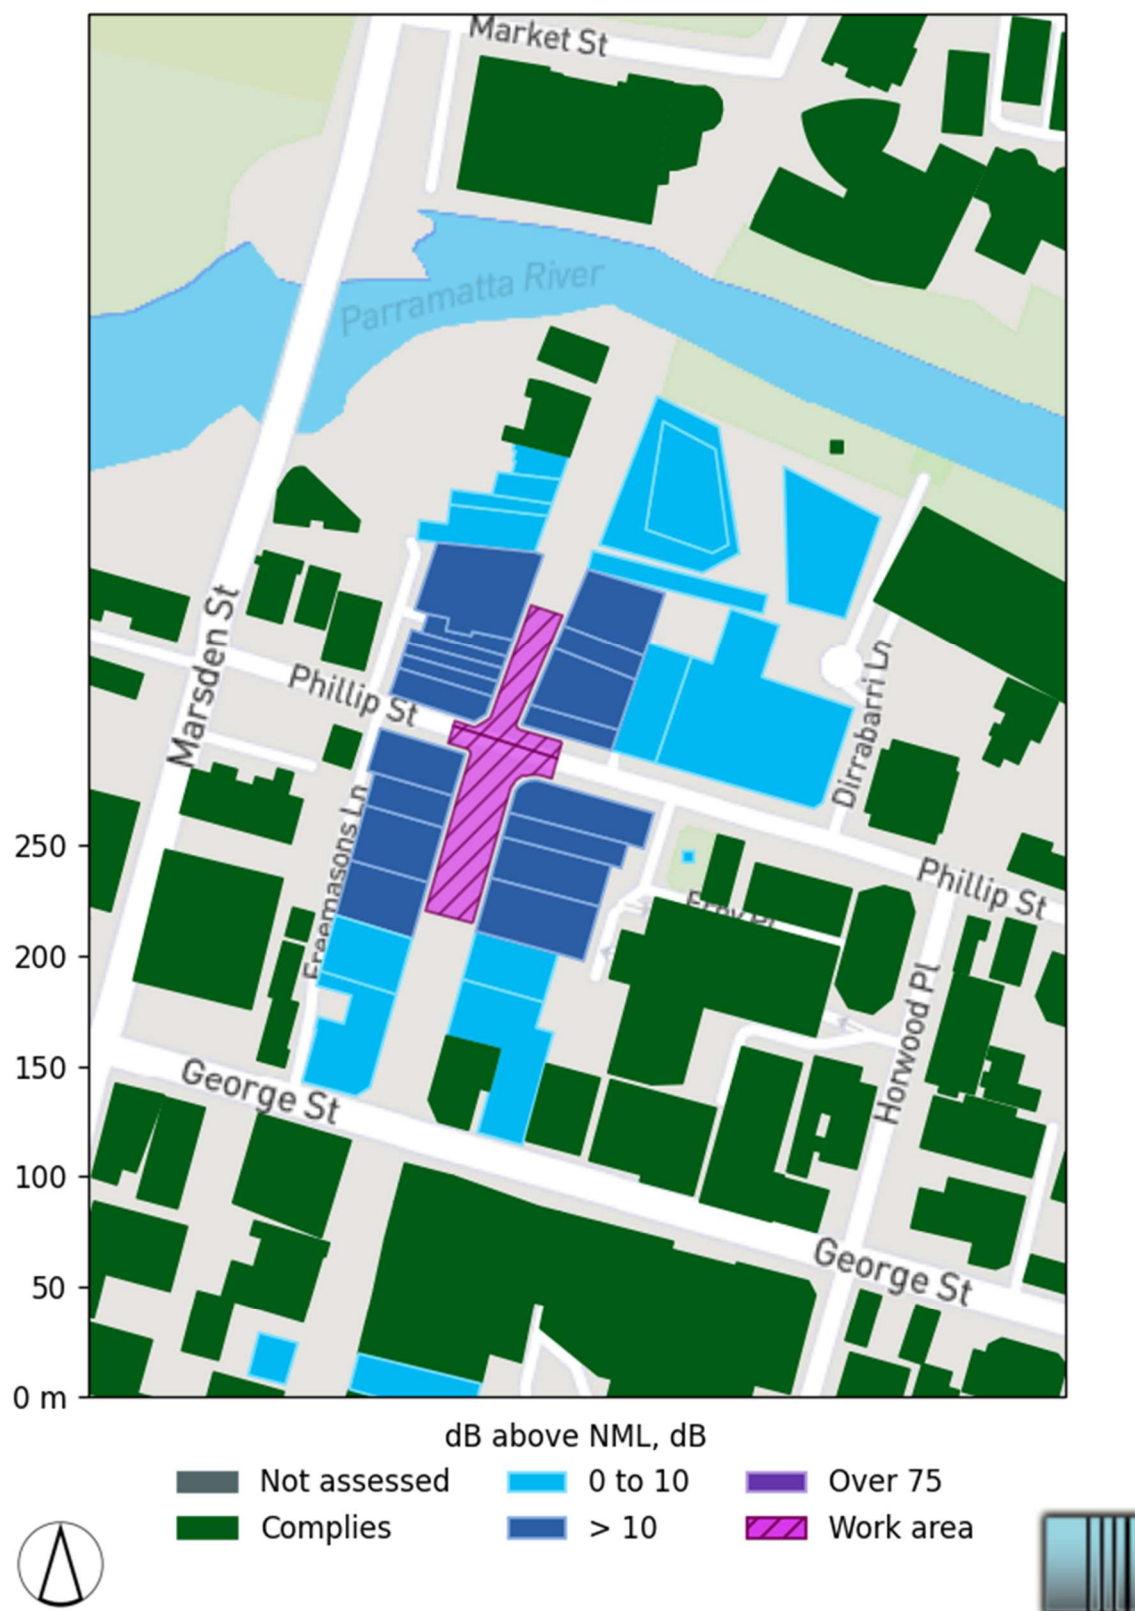 Market St
Parramatta River
Marsden St
Phillip St
Dirrabarri Ln
Freemasons Ln
250
Phillip St
Erby Pl
200
Horwood Pl
150
George St
100
George St
50
0 m
dB above NML, dB
Not assessed
0 to 10
Over 75
Complies
> 10
Work area